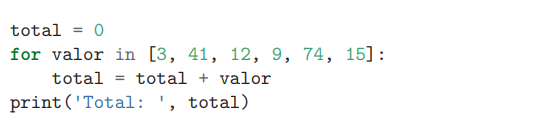 total = 0
for valor in [3, 41, 12, 9, 74, 15]:
    total = total + valor
print('Total: ', total)